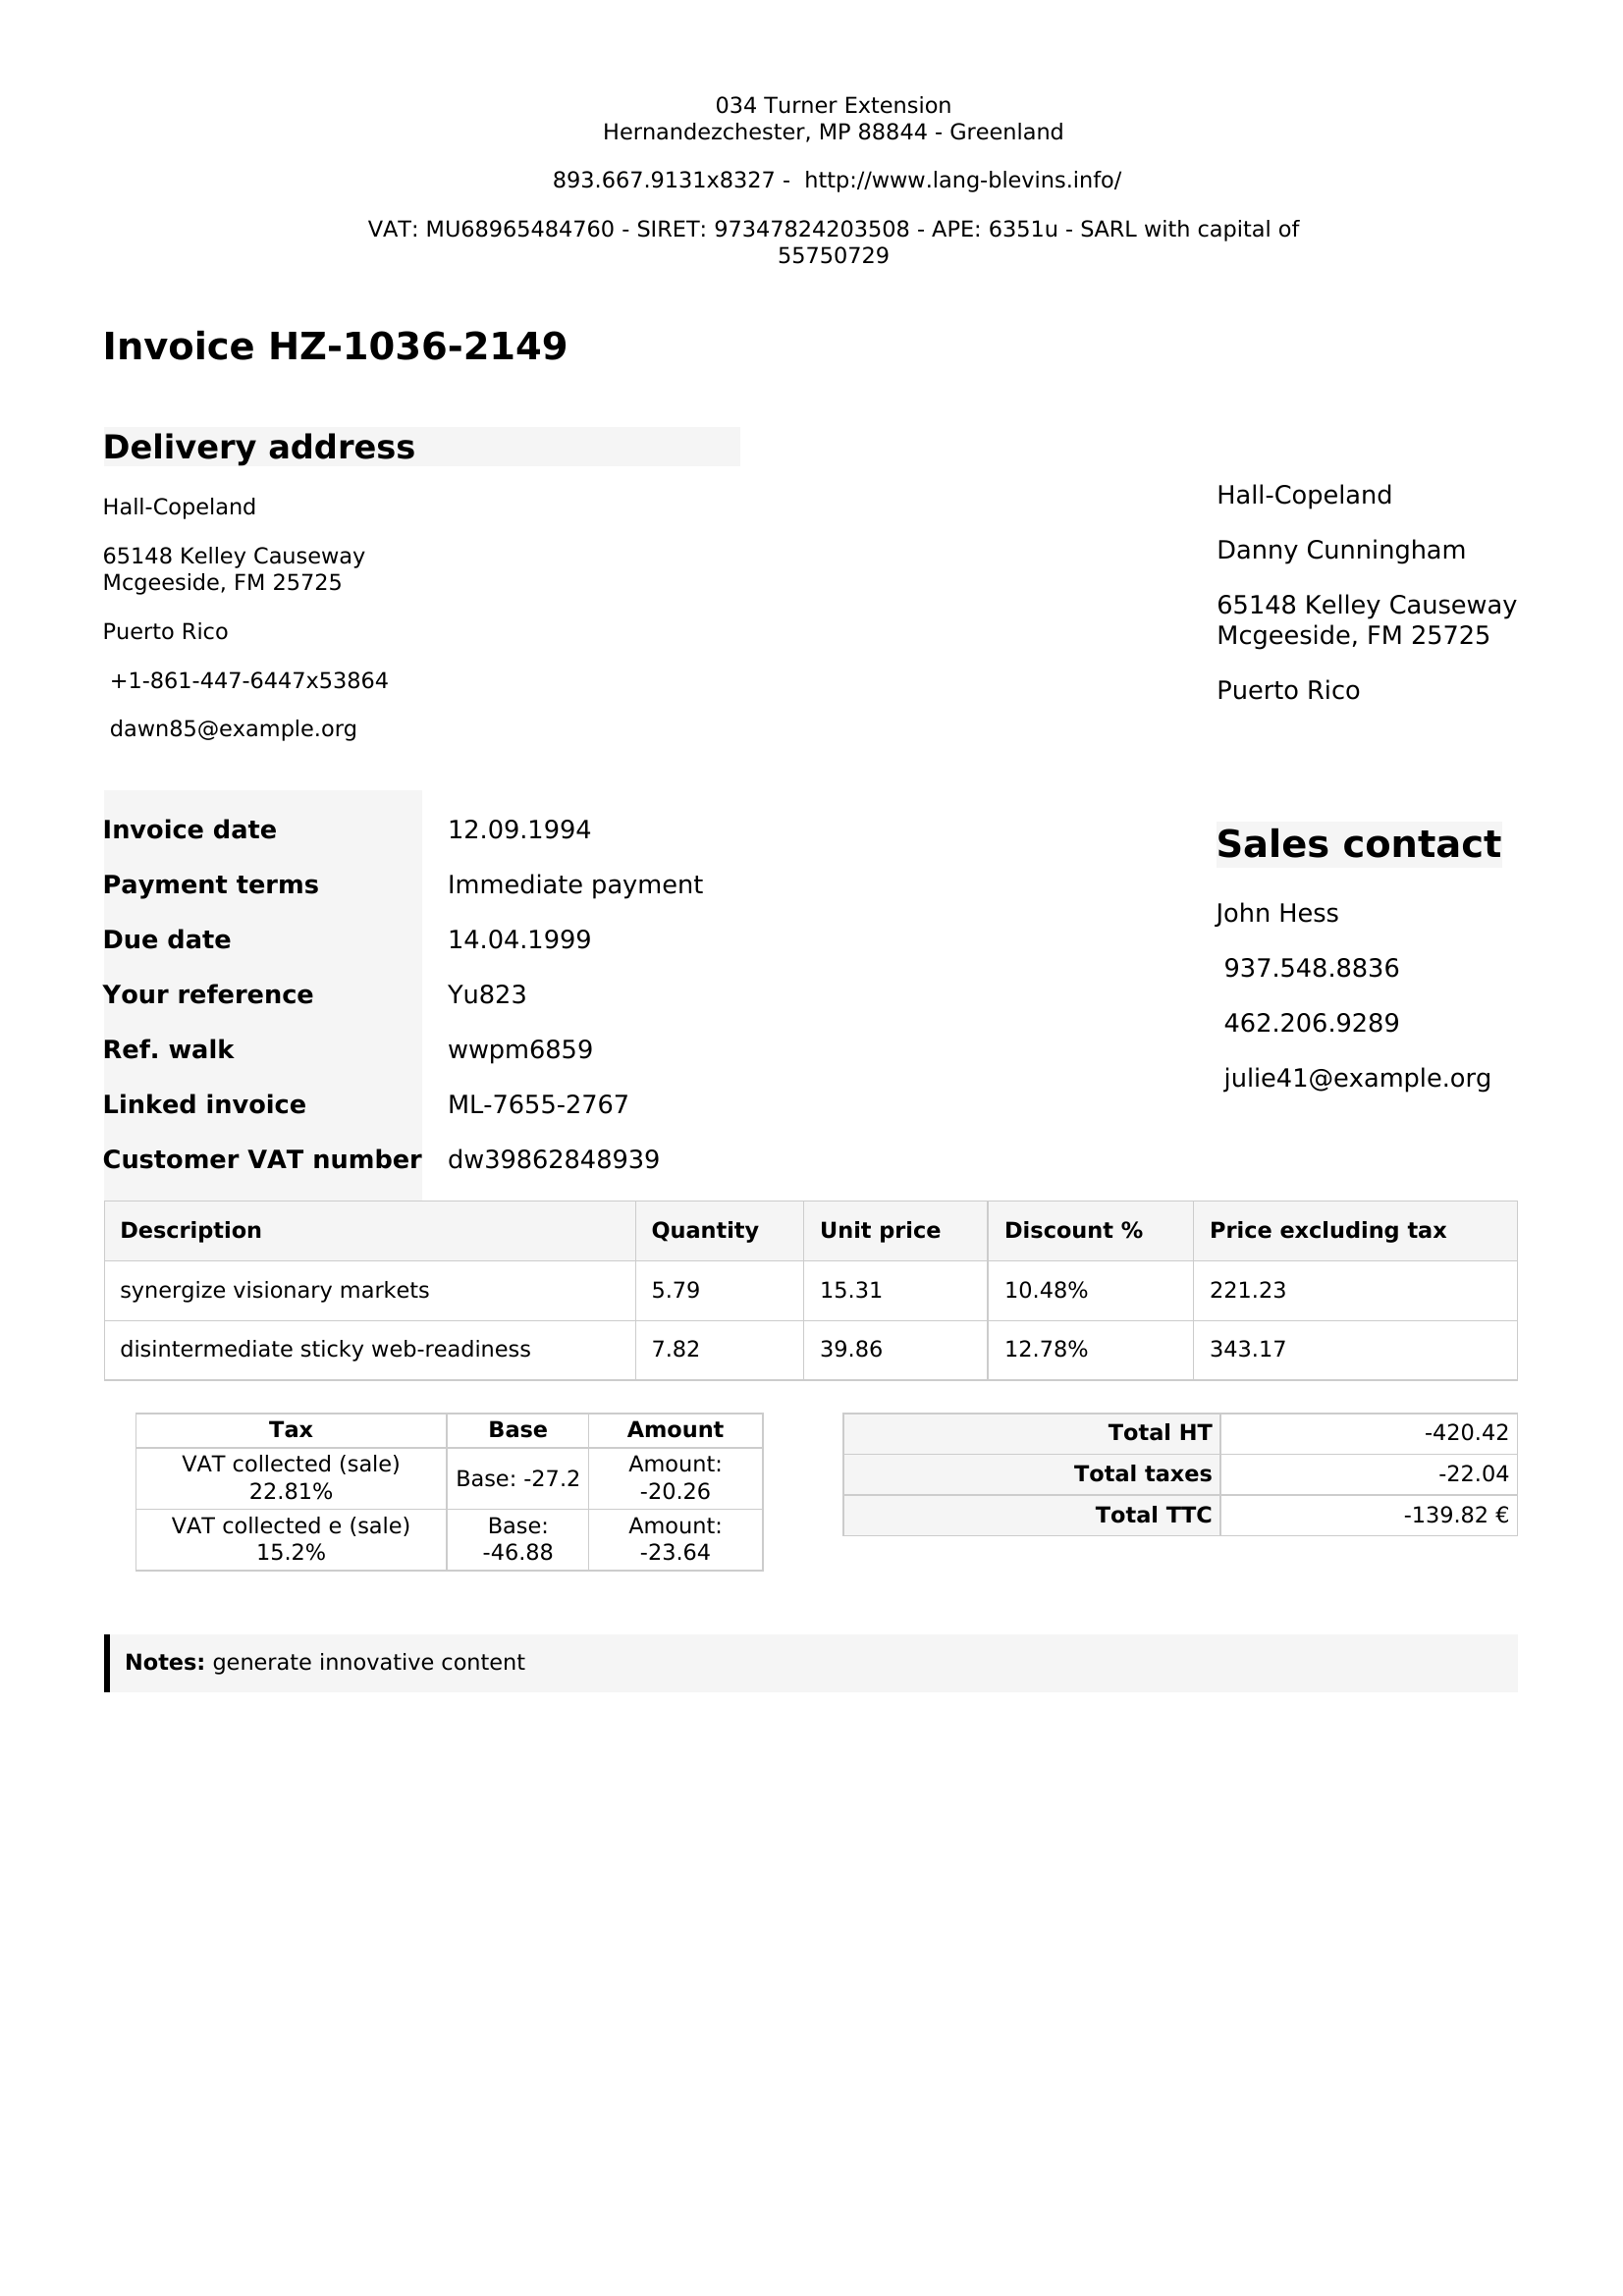 034 Turner Extension
Hernandezchester, MP 88844 - Greenland
893.667.9131x8327 - http://www.lang-blevins.info/
VAT: MU68965484760 - SIRET: 97347824203508 - APE: 6351u - SARL with capital of
55750729
Invoice HZ-1036-2149
Delivery address
Hall-Copeland
65148 Kelley Causeway
Mcgeeside, FM 25725
Puerto Rico
+1-861-447-6447x53864
dawn85@example.org
Hall-Copeland
Danny Cunningham
65148 Kelley Causeway
Mcgeeside, FM 25725
Puerto Rico
Invoice date 12.09.1994
Payment terms Immediate payment
Due date 14.04.1999
Your reference Yu823
Ref. walk wwpm6859
Linked invoice ML-7655-2767
Customer VAT number dw39862848939
Sales contact
John Hess
937.548.8836
462.206.9289
julie41@example.org
Description Quantity Unit price Discount % Price excluding tax
synergize visionary markets 5.79 15.31 10.48% 221.23
disintermediate sticky web-readiness 7.82 39.86 12.78% 343.17
Tax Base Amount
VAT collected (sale)
22.81%
Base: -27.2
Amount:
-20.26
VAT collected e (sale)
15.2%
Base:
-46.88
Amount:
-23.64
Total HT -420.42
Total taxes -22.04
Total TTC -139.82 €
Notes: generate innovative content